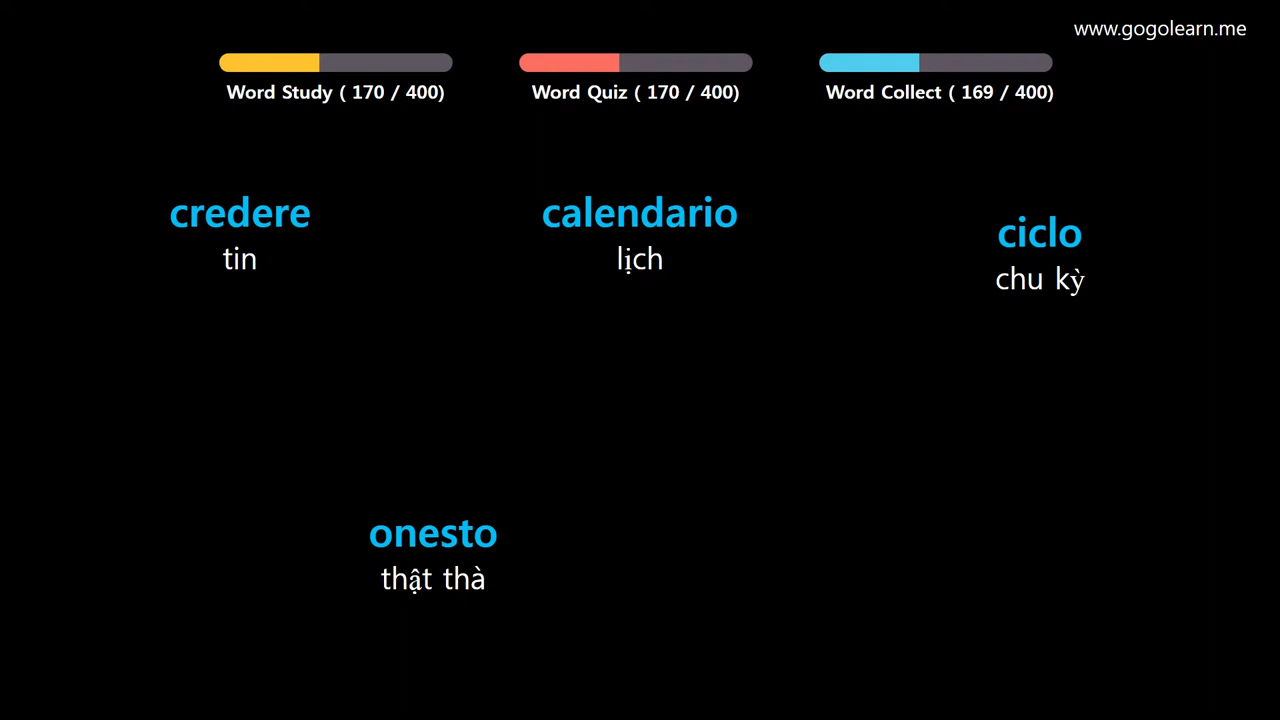 www.gogolearn.me
Word Study ( 170 / 400)
Word Quiz ( 170 / 400)
Word Collect ( 169 / 400)
credere
tin
calendario
lịch
ciclo
chu kỳ
onesto
thật thà